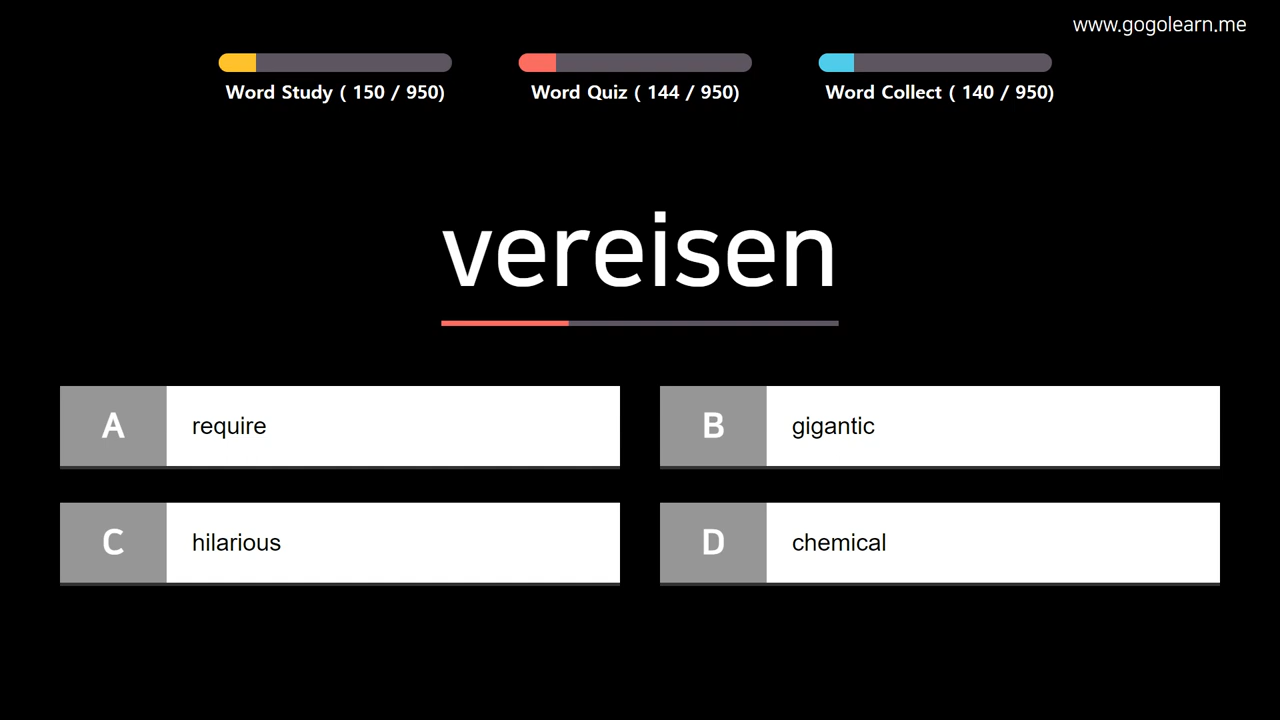 www.gogolearn.me
Word Study ( 150 / 950)
Word Quiz ( 144 / 950)
Word Collect ( 140 / 950)
vereisen
A require
B gigantic
C hilarious
D chemical